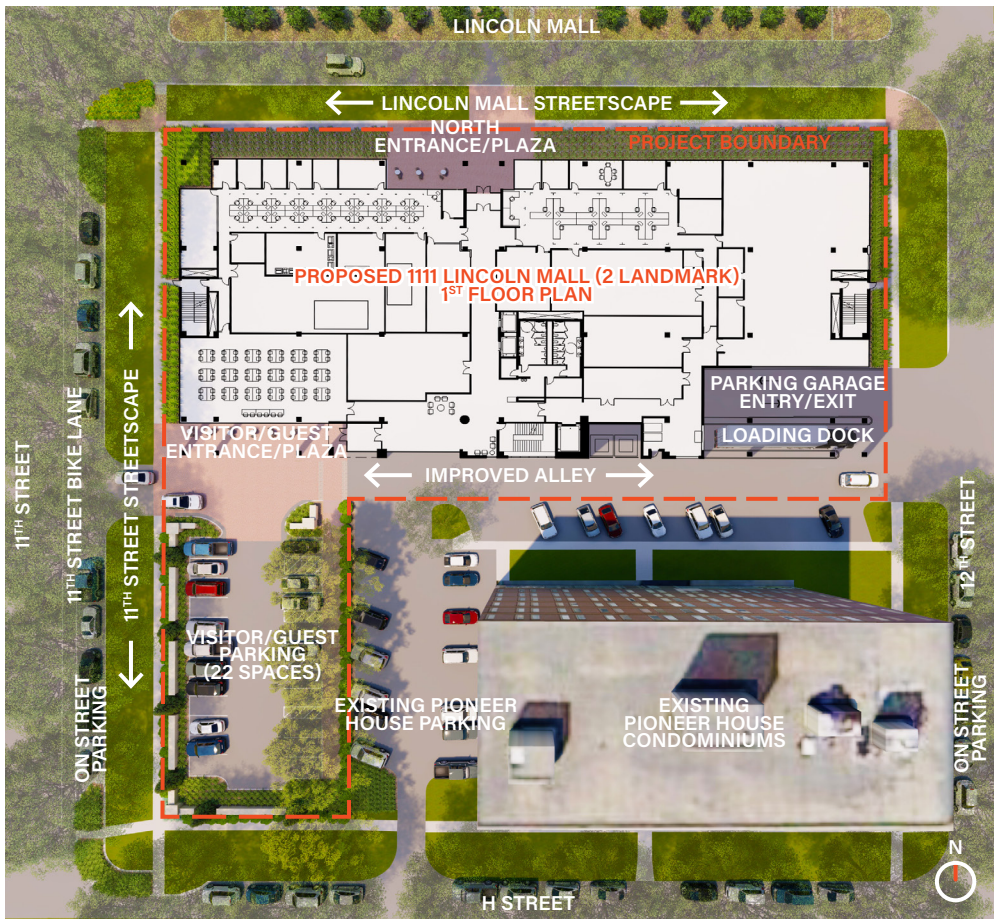 LINCOLN MALL
LINCOLN MALL STREETSCAPE
NORTH
ENTRANCE/PLAZA
PROJECT BOUNDARY
PROPOSED 1111 LINCOLN MALL (2 LANDMARK)
1ST FLOOR PLAN
PARKING GARAGE
ENTRY/EXIT
LOADING DOCK
VISITOR/GUEST
ENTRANCE/PLAZA
IMPROVED ALLEY
11TH STREET
11TH STREET BIKE LANE
11TH STREET STREETSCAPE
12TH STREET
VISITOR/GUEST
PARKING
(22 SPACES)
ON STREET
PARKING
EXISTING PIONEER
HOUSE PARKING
EXISTING
PIONEER HOUSE
CONDOMINIUMS
ON STREET
PARKING
N
H STREET